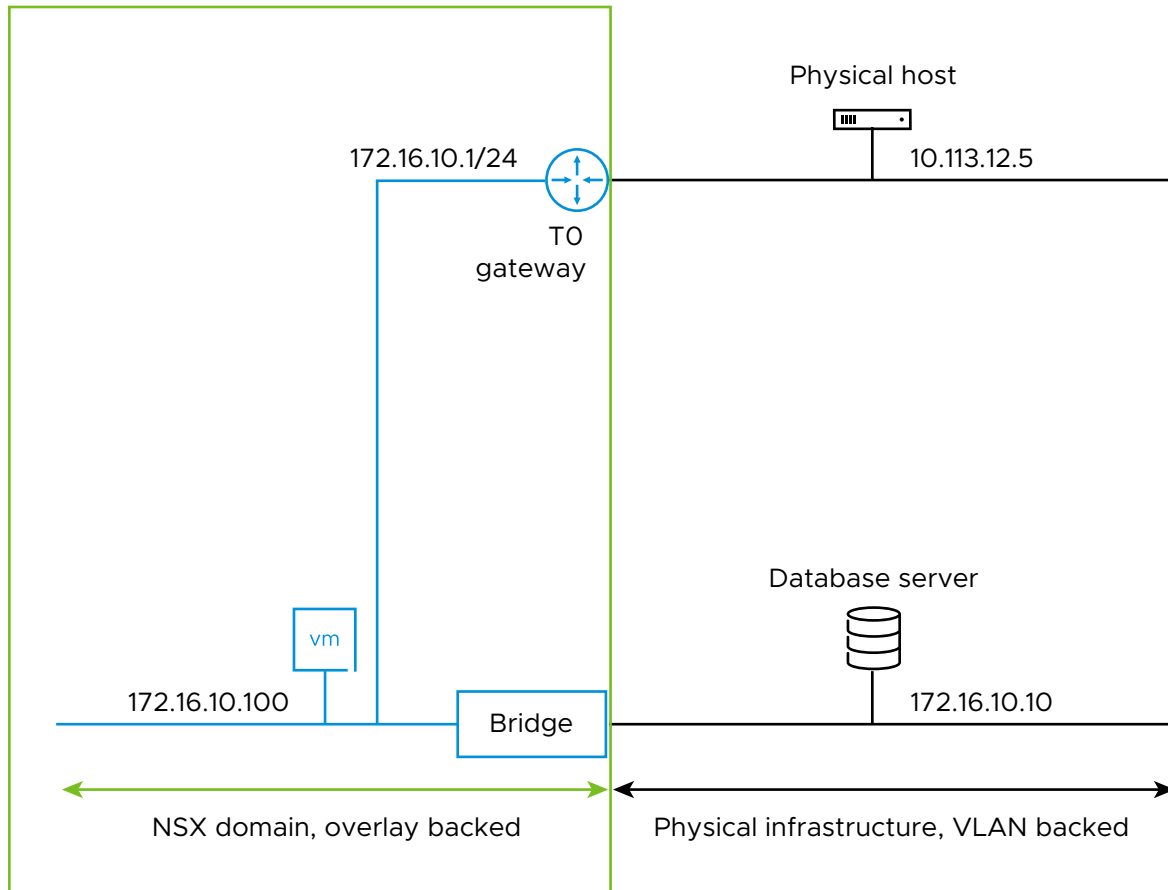 Physical host
172.16.10.1/24
10.113.12.5
T0
gateway
Database server
vm
172.16.10.100
172.16.10.10
Bridge
NSX domain, overlay backed
Physical infrastructure, VLAN backed